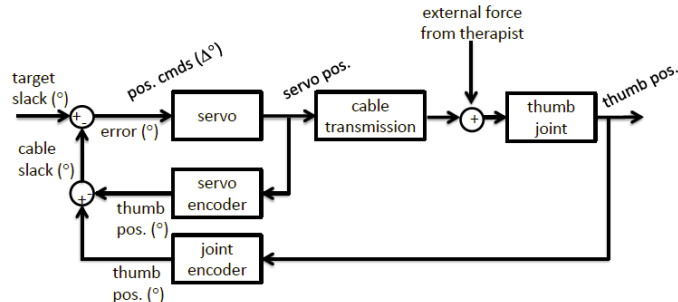 external force
from therapist
pos. cmds (Δ°)
servo pos.
thumb pos.
target
slack (°)
+
-
error (°)
servo
cable
transmission
+
thumb
joint
cable
slack (°)
+
-
servo
encoder
thumb
pos. (°)
joint
encoder
thumb
pos. (°)